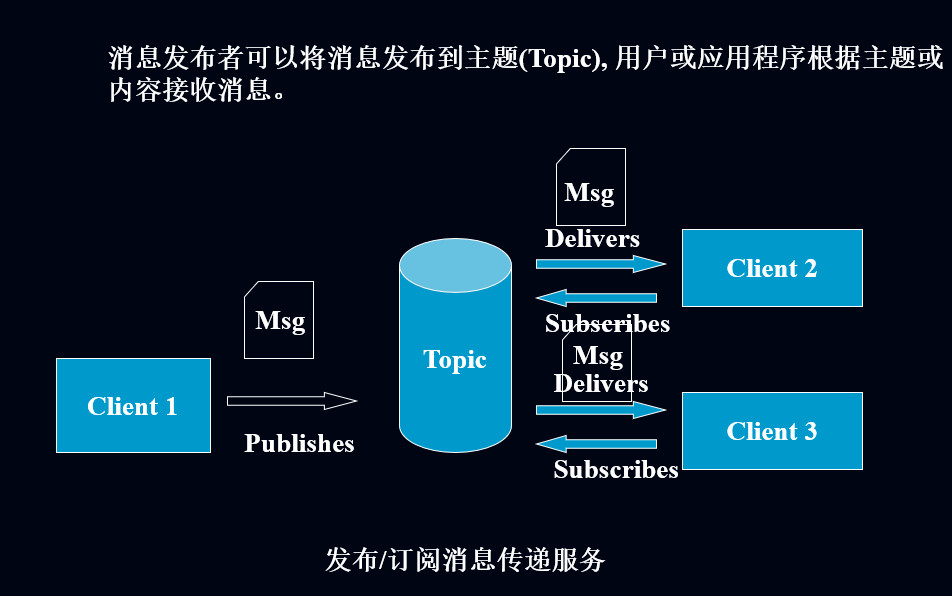 消息发布者可以将消息发布到主题(Topic), 用户或应用程序根据主题或
内容接收消息。
Msg
Delivers
Client 2
Msg
Subscribes
Msg
Topic
Delivers
Client 1
Client 3
Publishes
Subscribes
发布/订阅消息传递服务